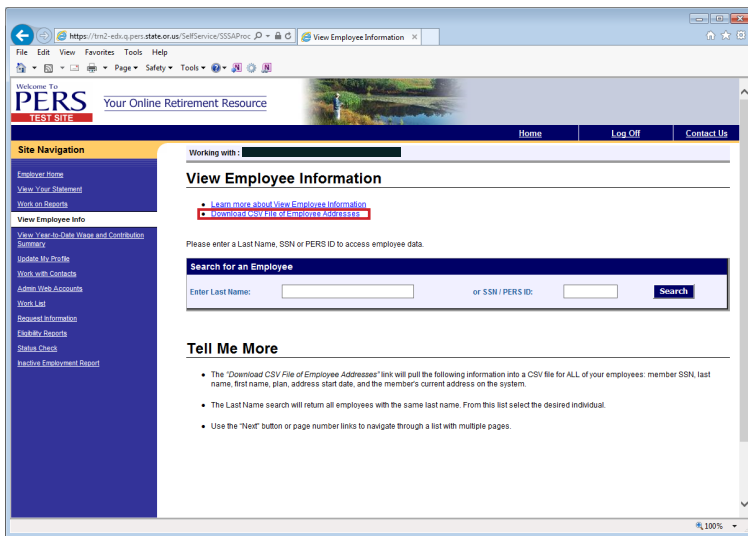 https://trn2-edx.q.pers.state.or.us/SelfService/SSSAProc
View Employee Information
File Edit View Favorites Tools Help
Page Safety Tools
Welcome To
PERS
TEST SITE
Your Online Retirement Resource
Home Log Off Contact Us
Site Navigation
Working with :
Employer Home
View Your Statement
Work on Reports
View Employee Info
View Year-to-Date Wage and Contribution
Summary
Update My Profile
Work with Contacts
Admin Web Accounts
Work List
Request Information
Eligibility Reports
Status Check
Inactive Employment Report
View Employee Information
Learn more about View Employee Information
Download CSV File of Employee Addresses
Please enter a Last Name, SSN or PERS ID to access employee data.
Search for an Employee
Enter Last Name: or SSN / PERS ID: Search
Tell Me More
The "Download CSV File of Employee Addresses" link will pull the following information into a CSV file for ALL of your employees: member SSN, last
name, first name, plan, address start date, and the member's current address on the system.
The Last Name search will return all employees with the same last name. From this list select the desired individual.
Use the "Next" button or page number links to navigate through a list with multiple pages.
100%